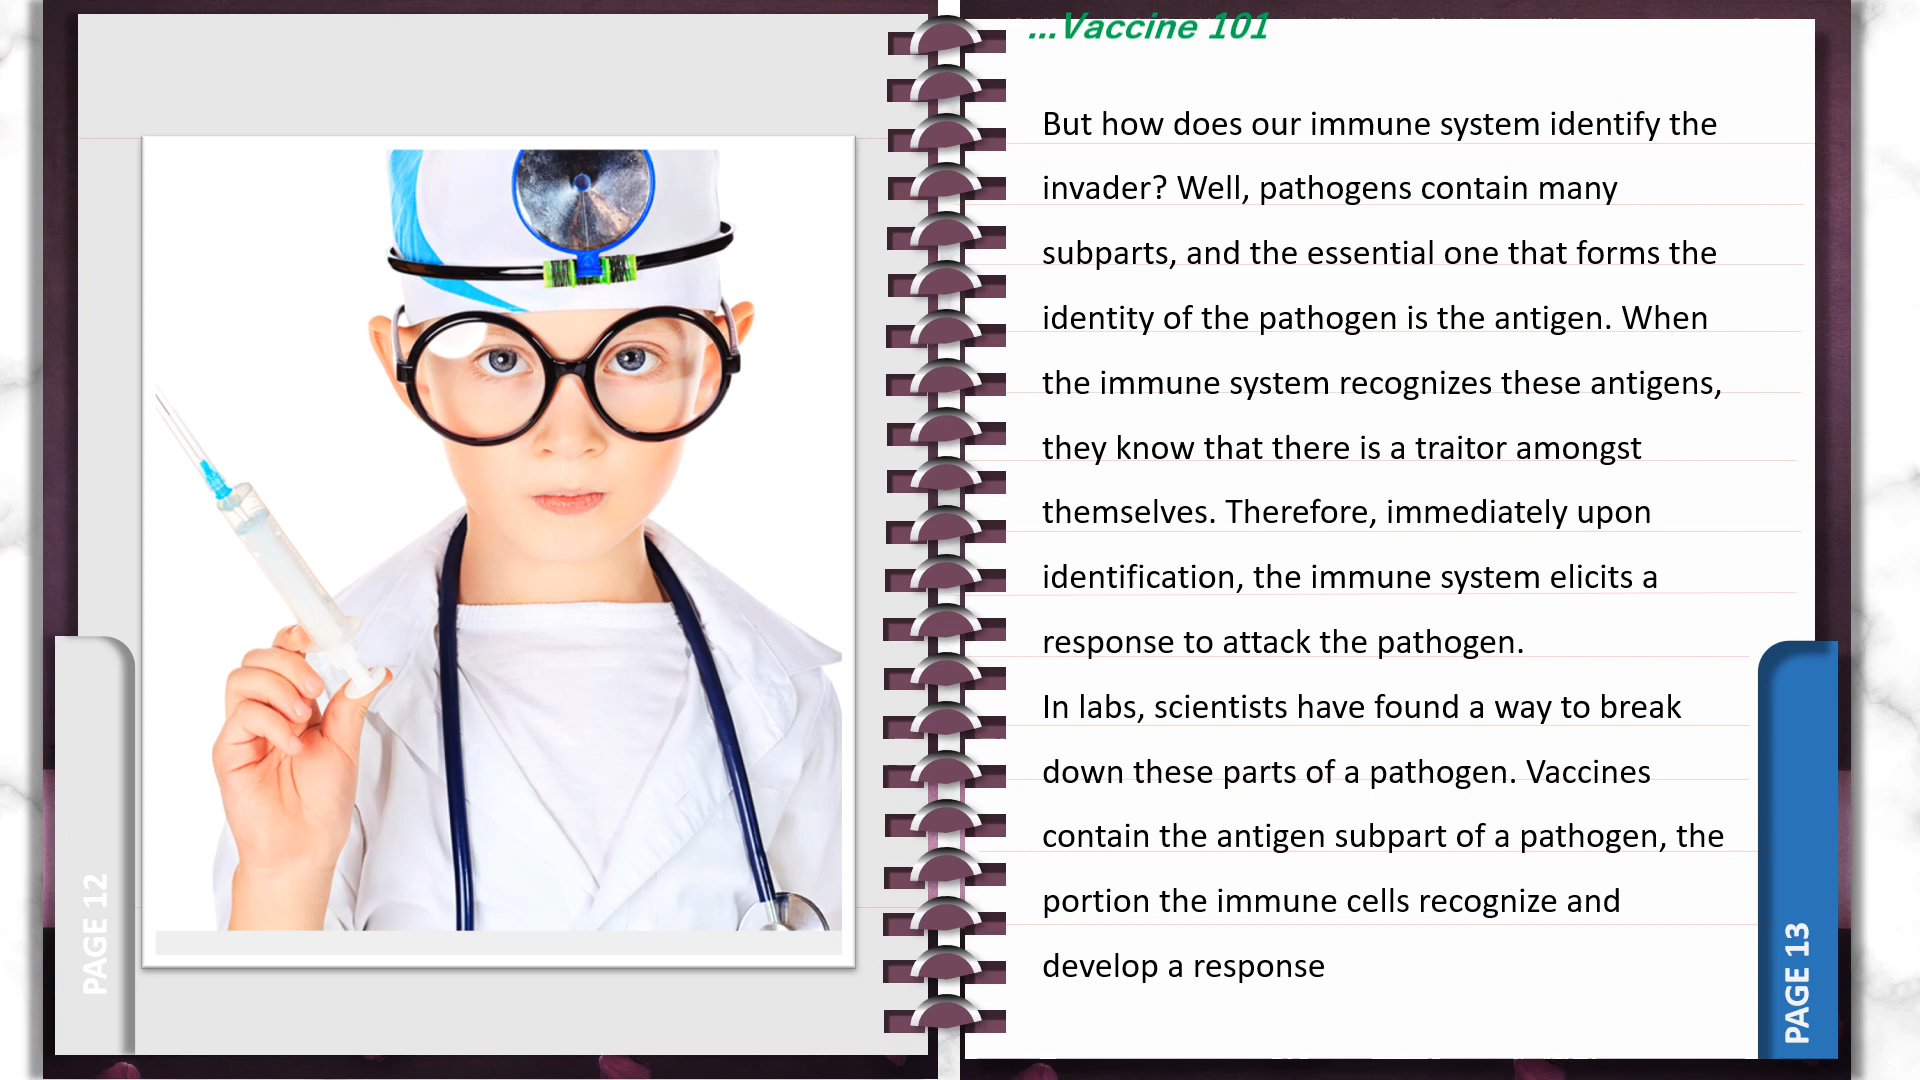 ...Vaccine 101
But how does our immune system identify the
invader? Well, pathogens contain many
subparts, and the essential one that forms the
identity of the pathogen is the antigen. When
the immune system recognizes these antigens,
they know that there is a traitor amongst
themselves. Therefore, immediately upon
identification, the immune system elicits a
response to attack the pathogen.
In labs, scientists have found a way to break
down these parts of a pathogen. Vaccines
contain the antigen subpart of a pathogen, the
portion the immune cells recognize and
develop a response
PAGE 12
PAGE 13